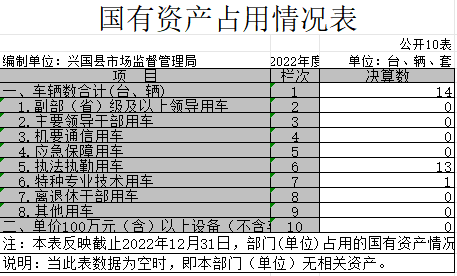 国有资产占用情况表
公开10表
编制单位：兴国县市场监督管理局 2022年度 单位：台、辆、套
项 目 栏次 决算数
一、车辆数合计(台、辆) 1 14
1.副部（省）级及以上领导用车 2 0
2.主要领导干部用车 3 0
3.机要通信用车 4 0
4.应急保障用车 5 0
5.执法执勤用车 6 13
6.特种专业技术用车 7 1
7.离退休干部用车 8 0
8.其他用车 9 0
二、单价100万元（含）以上设备（不含 10 0
注：本表反映截止2022年12月31日，部门(单位)占用的国有资产情况
说明：当此表数据为空时，即本部门（单位）无相关资产。